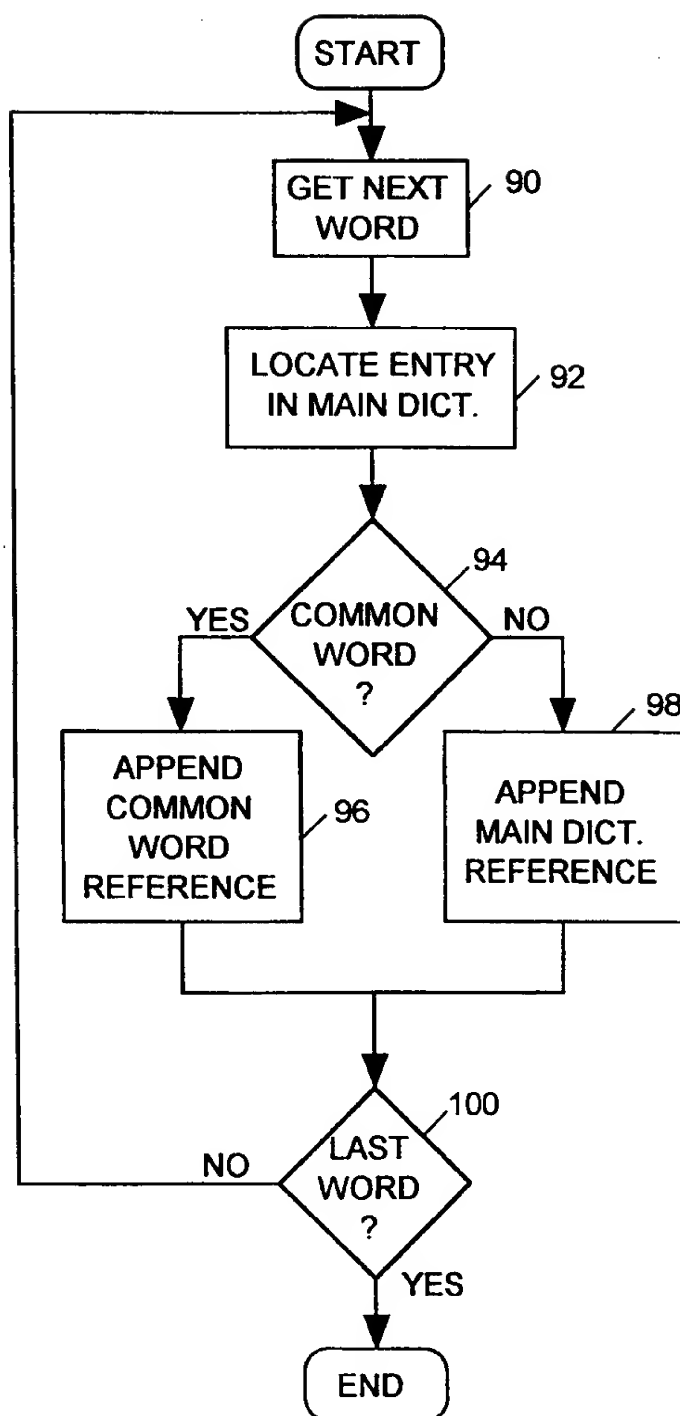 START
GET NEXT
WORD
90
LOCATE ENTRY
IN MAIN DICT.
92
94
YES
COMMON
WORD
?
NO
98
APPEND
COMMON
WORD
REFERENCE
96
APPEND
MAIN DICT.
REFERENCE
100
NO
LAST
WORD
?
YES
END